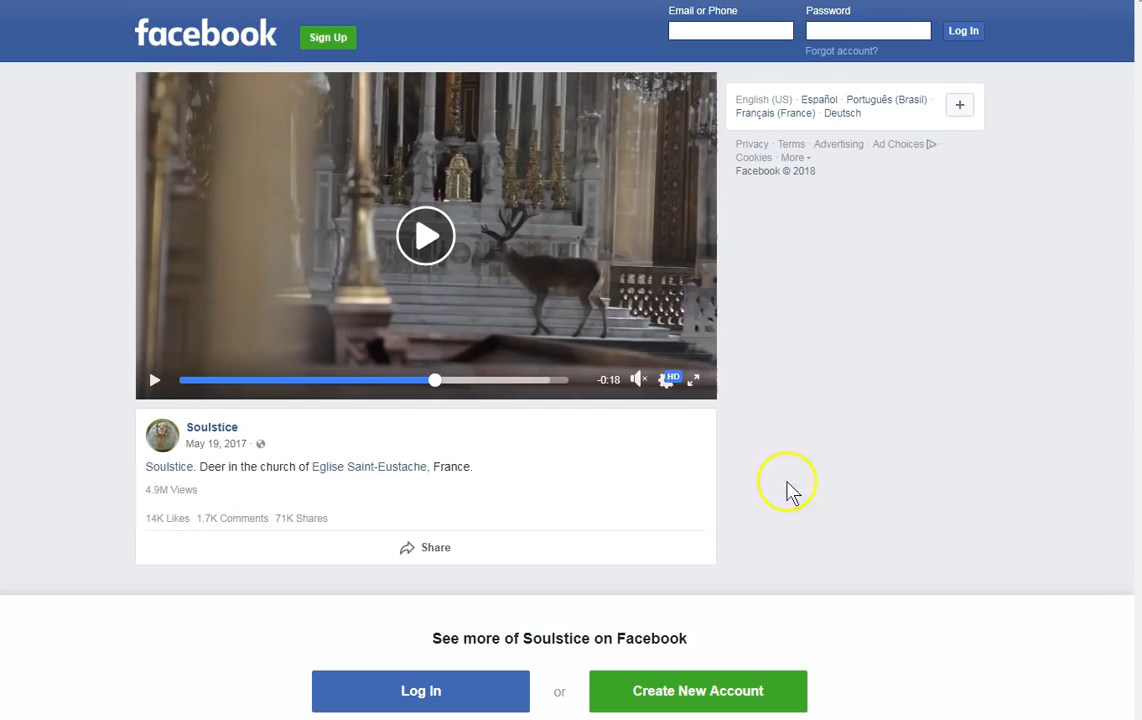 Email or Phone
Password
facebook
Sign Up
Log In
Forgot account?
English (US) · Español · Português (Brasil) ·
Français (France) · Deutsch
+
Privacy · Terms · Advertising · Ad Choices ·
Cookies · More
Facebook © 2018
-0:18
HD
Soulstice
May 19, 2017 ·
Soulstice. Deer in the church of Eglise Saint-Eustache, France.
4.9M Views
14K Likes 1.7K Comments 71K Shares
Share
See more of Soulstice on Facebook
Log In
or
Create New Account